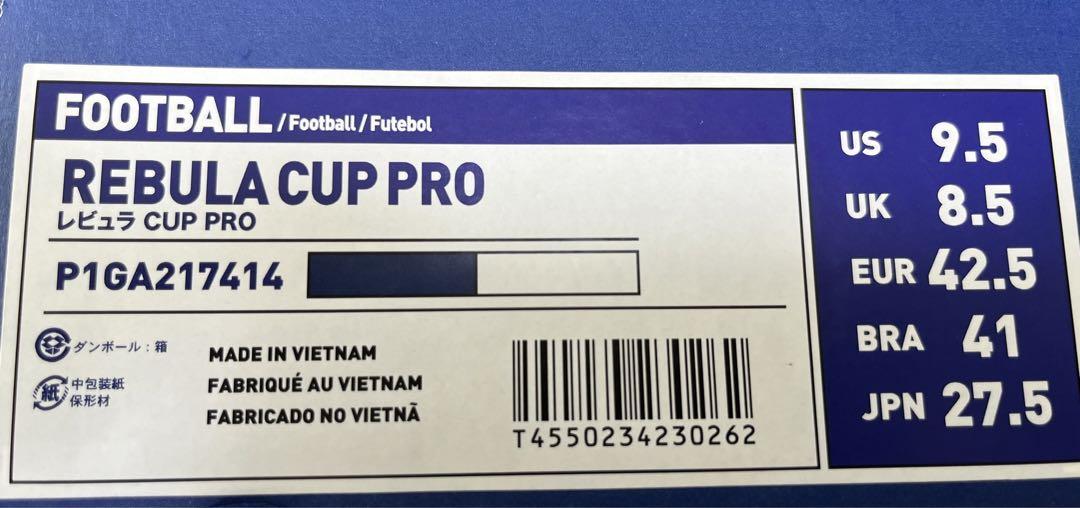 FOOTBALL / Football / Futebol
REBULA CUP PRO
レビュラ CUP PRO
P1GA217414
ダンボール：箱
紙 中包装紙
保形材
MADE IN VIETNAM
FABRIQUÉ AU VIETNAM
FABRICADO NO VIETNÃ
T4550234230262
US 9.5
UK 8.5
EUR 42.5
BRA 41
JPN 27.5